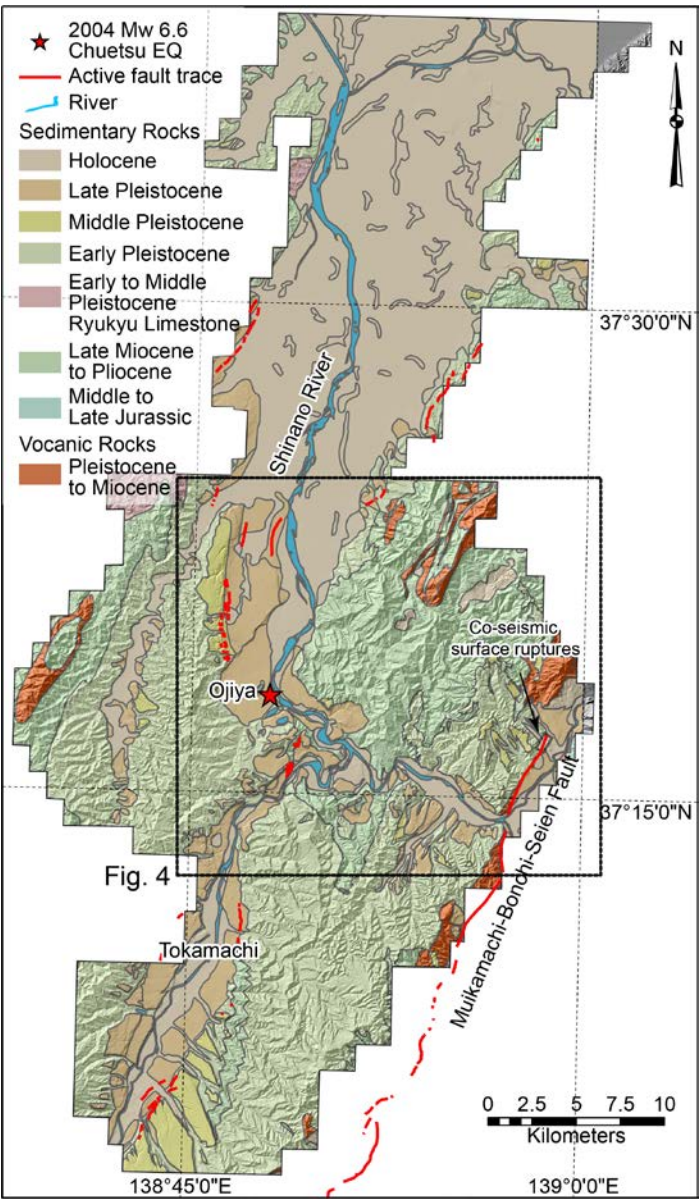 2004 Mw 6.6
Chuetsu EQ
Active fault trace
River
Sedimentary Rocks
Holocene
Late Pleistocene
Middle Pleistocene
Early Pleistocene
Early to Middle
Pleistocene
Ryukyu Limestone
Late Miocene
to Pliocene
Middle to
Late Jurassic
Vocanic Rocks
Pleistocene
to Miocene
N
37°30'0"N
Shinano River
Co-seismic
surface ruptures
Ojiya
37°15'0"N
Fig. 4
Muikamachi-Bonchi-Seien Fault
Tokamachi
0 2.5 5 7.5 10
Kilometers
138°45'0"E
139°0'0"E